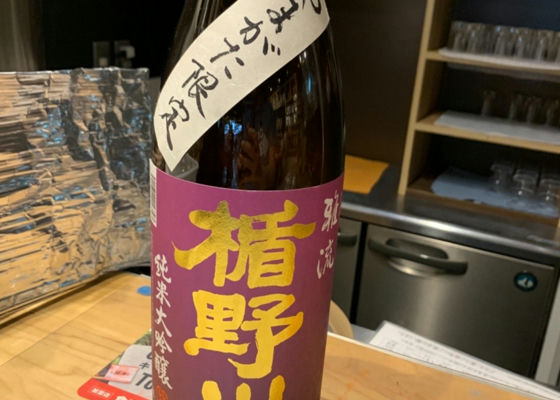 やまがた限定
雅流
楯野川
純米大吟醸